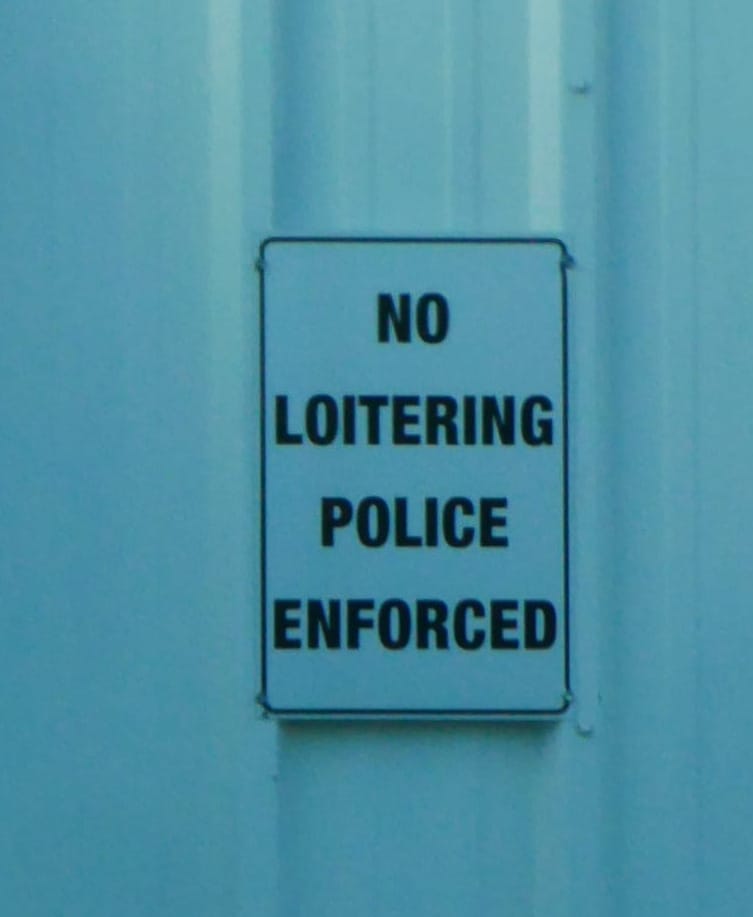 NO
LOITERING
POLICE
ENFORCED